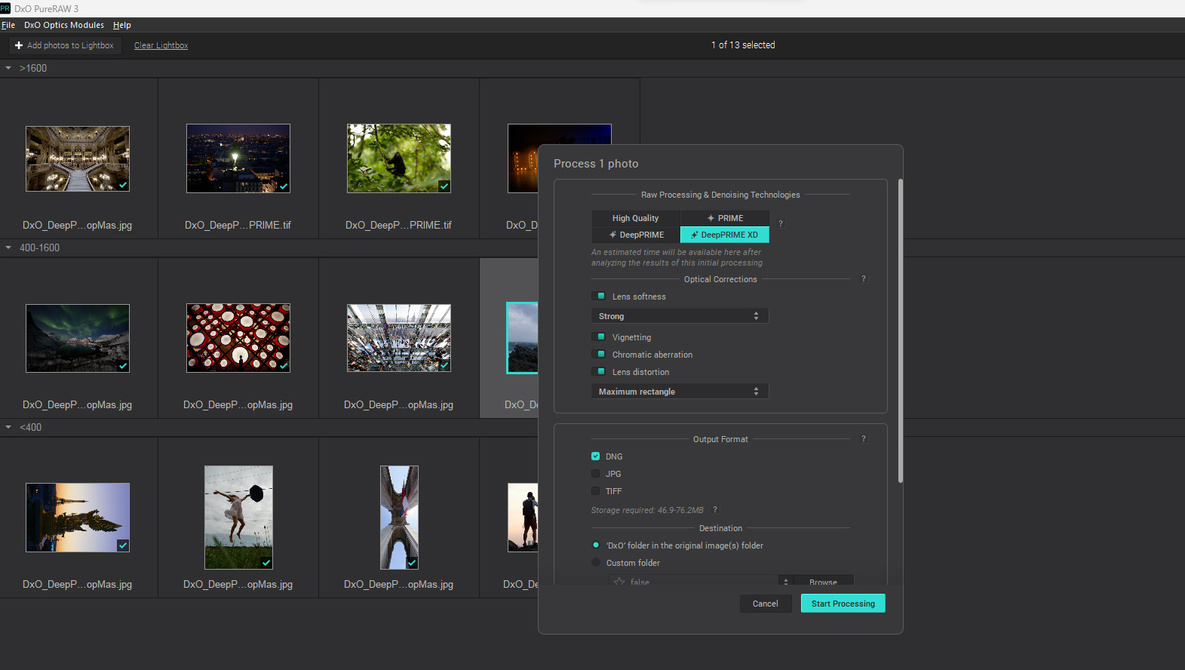 PR DxO PureRAW 3
File DxO Optics Modules Help
Add photos to Lightbox Clear Lightbox 1 of 13 selected
>1600
DxO_DeepP...opMas.jpg DxO_DeepP...PRIME.tif DxO_DeepP...PRIME.tif DxO_D
400-1600
DxO_DeepP...opMas.jpg DxO_DeepP...opMas.jpg DxO_DeepP...opMas.jpg DxO_De
<400
DxO_DeepP...opMas.jpg DxO_DeepP...opMas.jpg DxO_DeepP...opMas.jpg DxO_De
Process 1 photo
Raw Processing & Denoising Technologies
High Quality PRIME
DeepPRIME DeepPRIME XD ?
An estimated time will be available here after
analyzing the results of this initial processing
Optical Corrections ?
Lens softness
Strong
Vignetting
Chromatic aberration
Lens distortion
Maximum rectangle
Output Format ?
DNG
JPG
TIFF
Storage required: 46.9-76.2MB ?
Destination
'DxO' folder in the original image(s) folder
Custom folder
false Browse
Cancel Start Processing